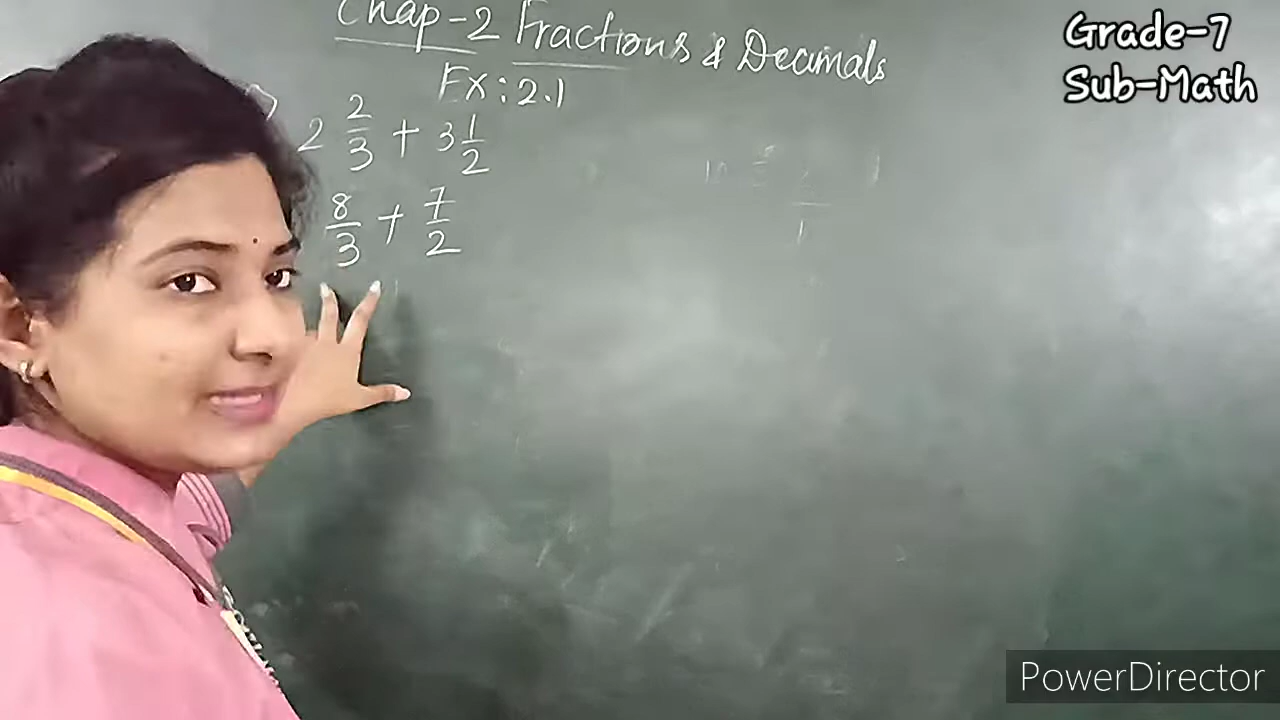 Chap-2 Fractions & Decimals
Ex: 2.1
2 2/3 + 3 1/2
8/3 + 7/2
Grade-7
Sub-Math
PowerDirector